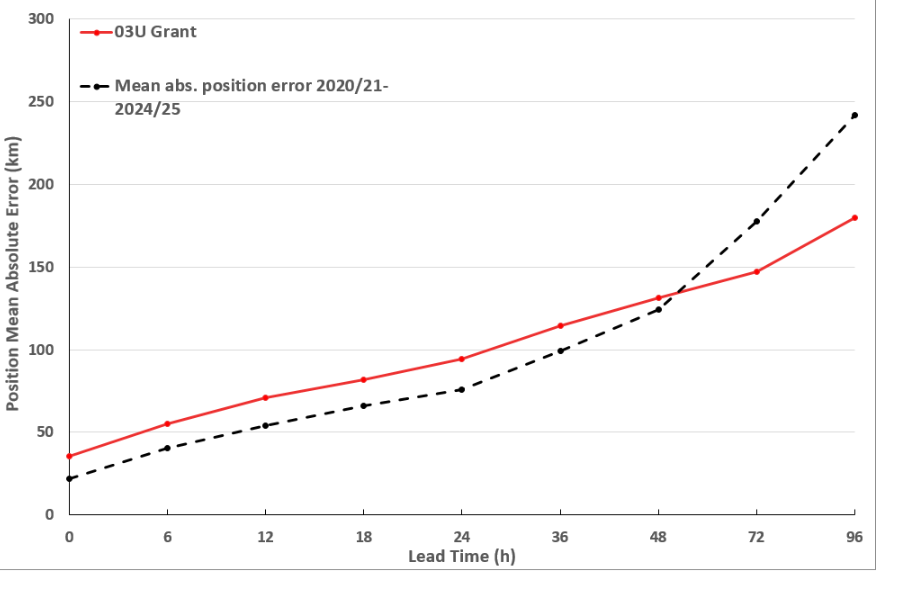 300
03U Grant
Mean abs. position error 2020/21-
2024/25
250
200
150
100
50
0
Position Mean Absolute Error (km)
0 6 12 18 24 36 48 72 96
Lead Time (h)